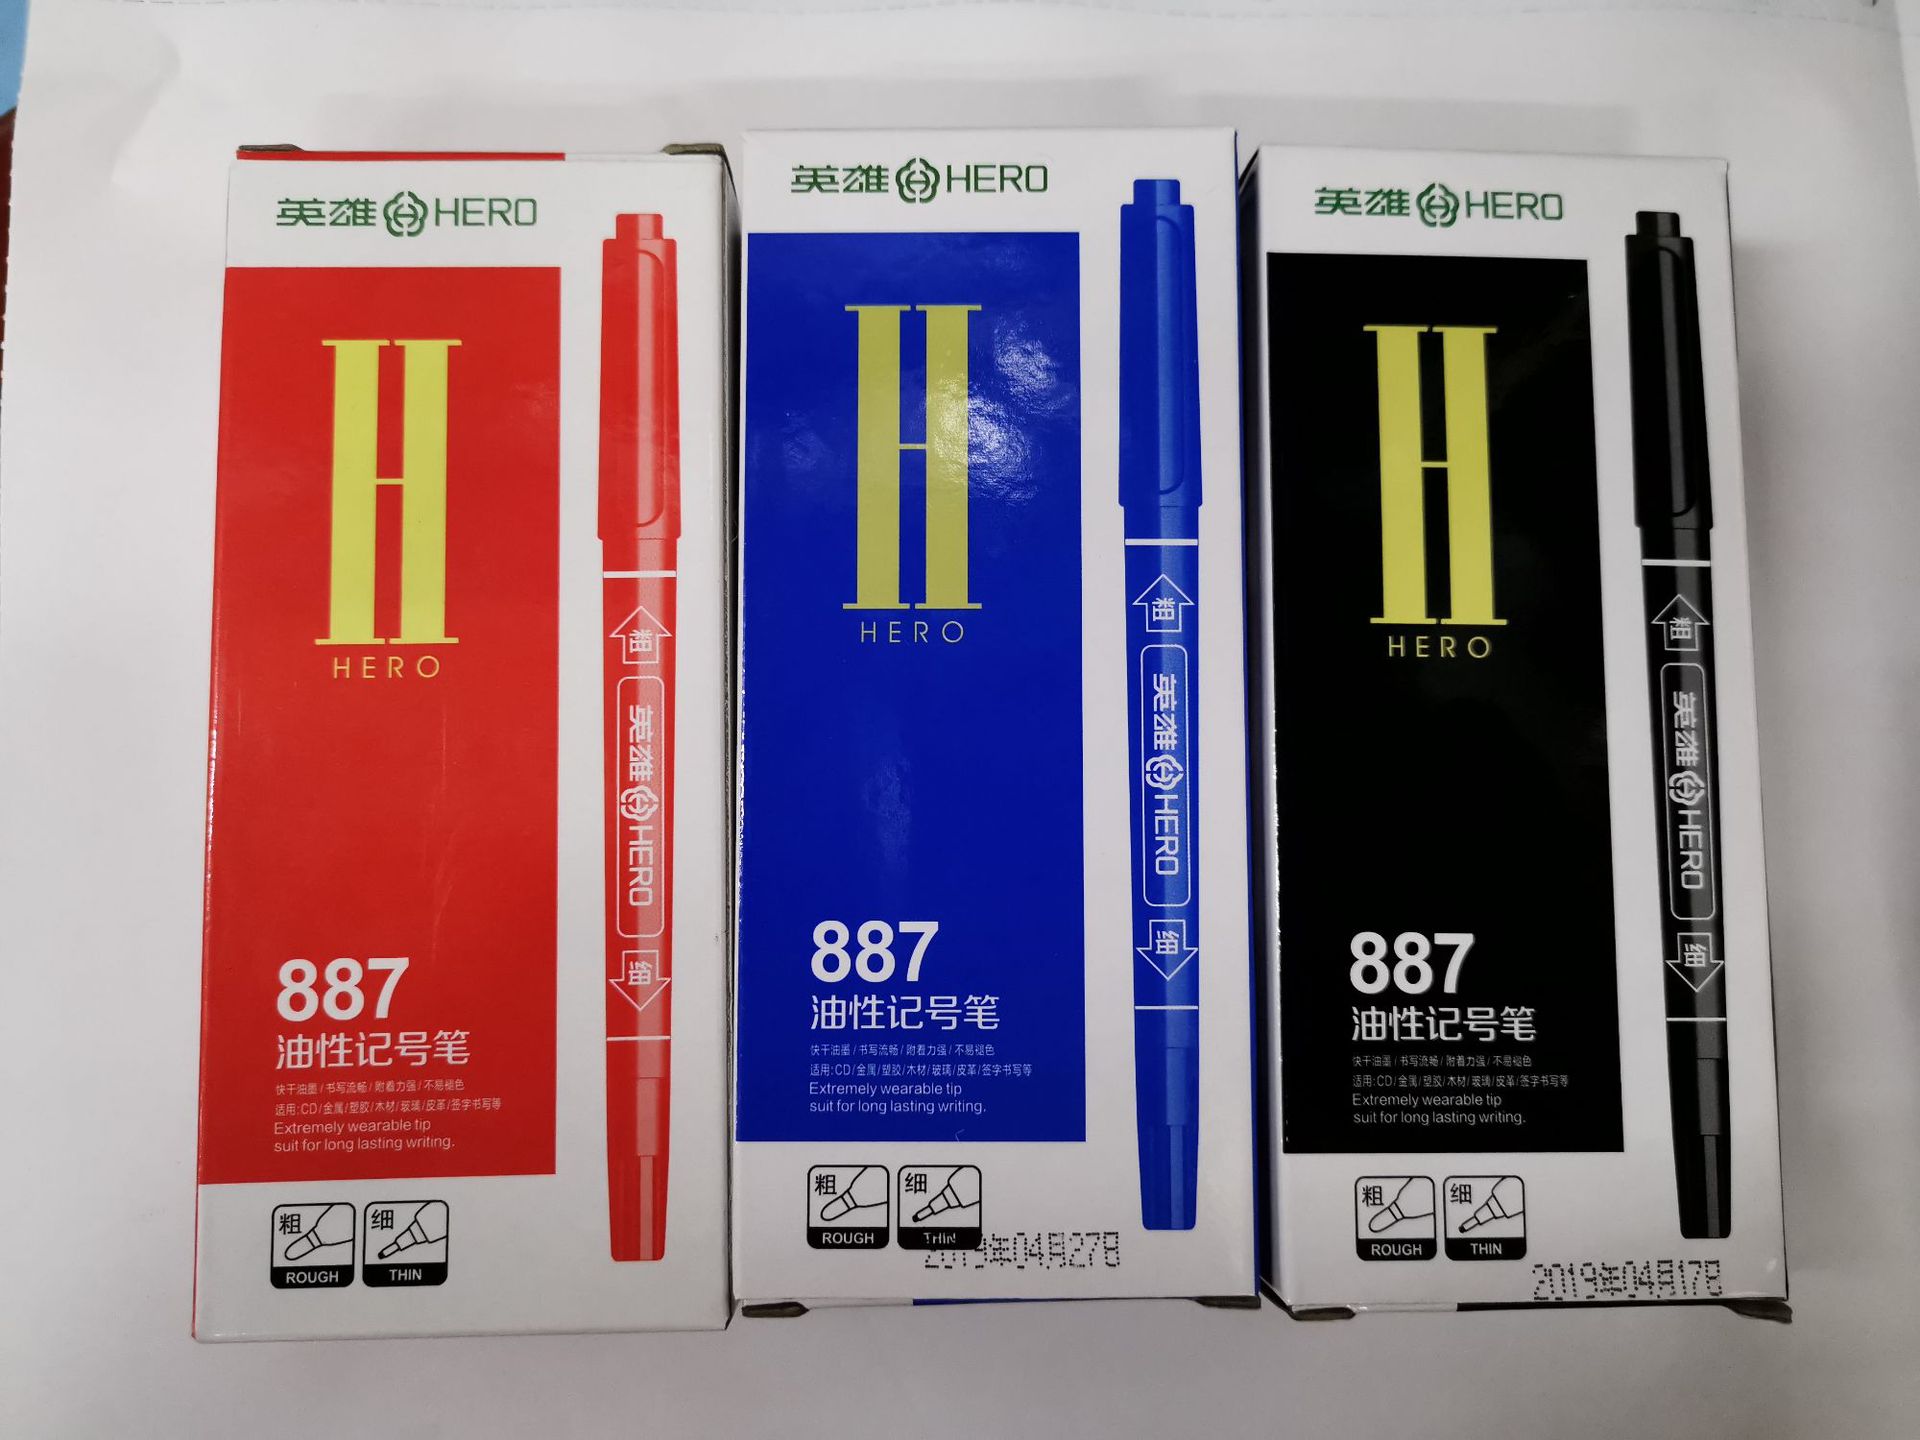 英雄 HERO
H
HERO
887
油性记号笔
快干油墨/书写流畅/附着力强/不易褪色
适用:CD/金属/塑胶/木材/玻璃/皮革/签字书写等
Extremely wearable tip
suit for long lasting writing.
粗
ROUGH
细
THIN
粗
英雄 HERO
细
英雄 HERO
H
HERO
887
油性记号笔
快干油墨/书写流畅/附着力强/不易褪色
适用:CD/金属/塑胶/木材/玻璃/皮革/签字书写等
Extremely wearable tip
suit for long lasting writing.
粗
ROUGH
细
THIN
2019年04月27日
粗
英雄 HERO
细
英雄 HERO
H
HERO
887
油性记号笔
快干油墨/书写流畅/附着力强/不易褪色
适用:CD/金属/塑胶/木材/玻璃/皮革/签字书写等
Extremely wearable tip
suit for long lasting writing.
粗
ROUGH
细
THIN
2019年04月17日
粗
英雄 HERO
细